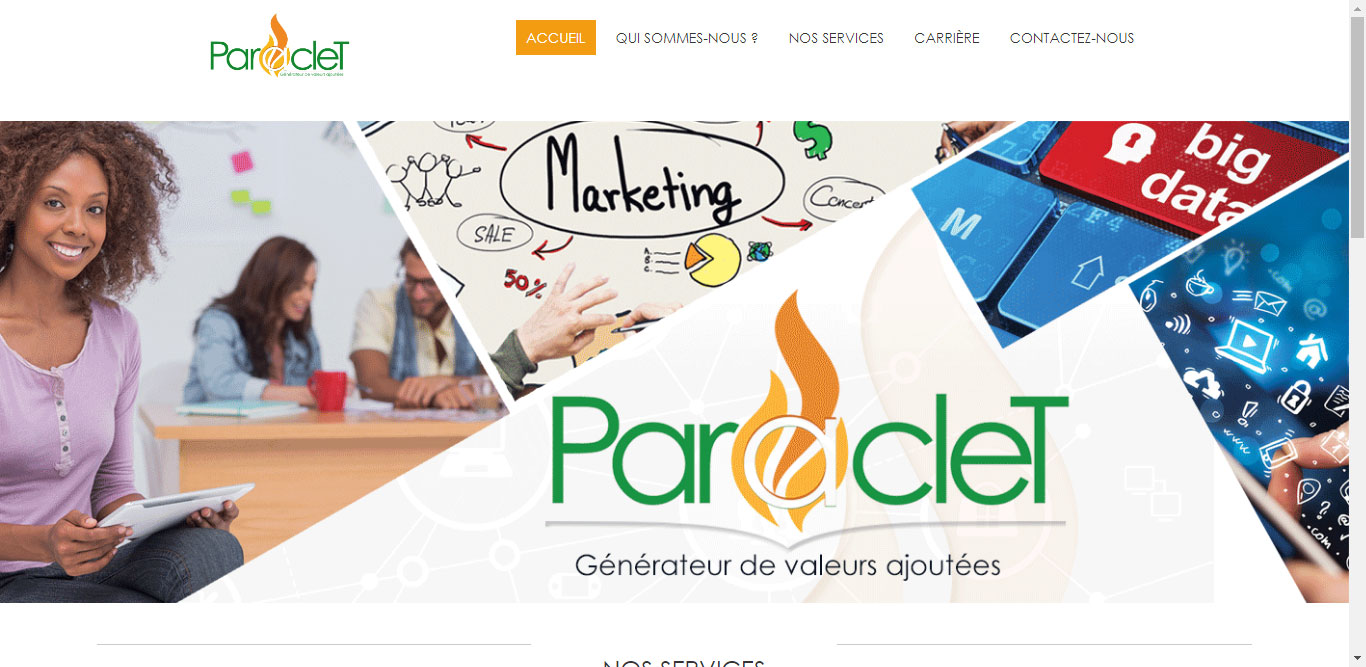 ParacleT
Générateur de valeurs ajoutées
ACCUEIL
QUI SOMMES-NOUS ?
NOS SERVICES
CARRIÈRE
CONTACTEZ-NOUS
Marketing
SALE
50%
A.
B.
C.
$
big
data
M
.com
ParacleT
Générateur de valeurs ajoutées
NOS SERVICES